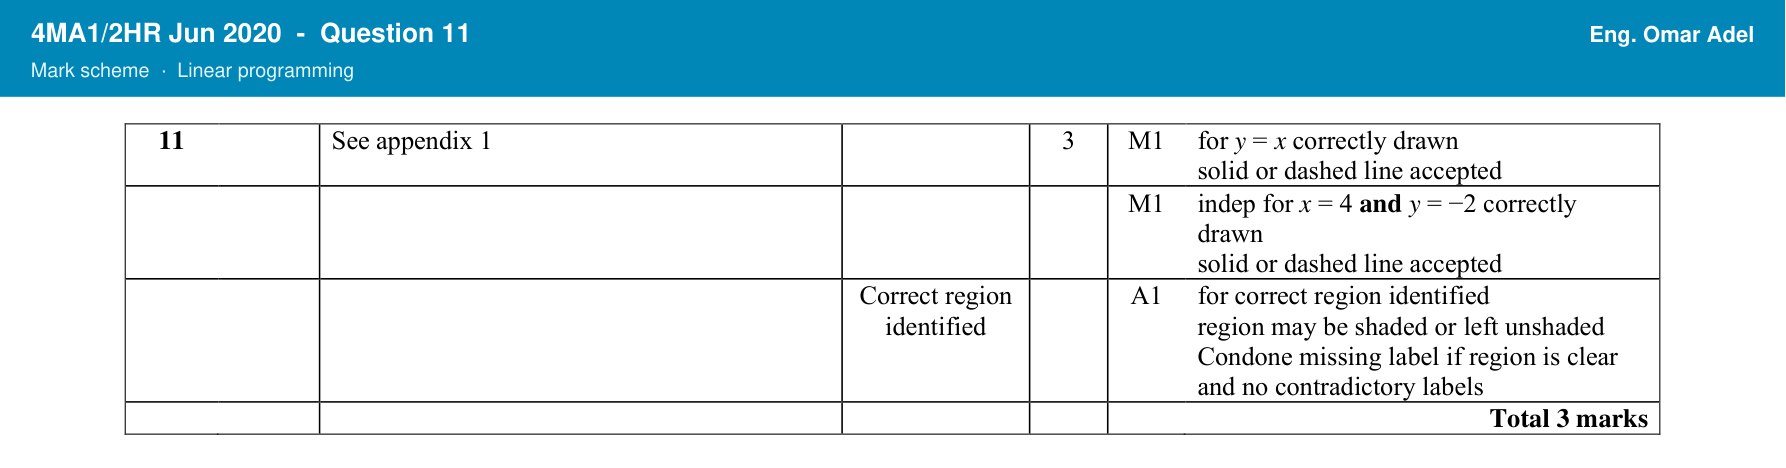 4MA1/2HR Jun 2020 - Question 11
Eng. Omar Adel
Mark scheme · Linear programming
11 See appendix 1 3 M1 for y = x correctly drawn
solid or dashed line accepted
M1 indep for x = 4 and y = −2 correctly
drawn
solid or dashed line accepted
Correct region A1 for correct region identified
identified region may be shaded or left unshaded
Condone missing label if region is clear
and no contradictory labels
Total 3 marks